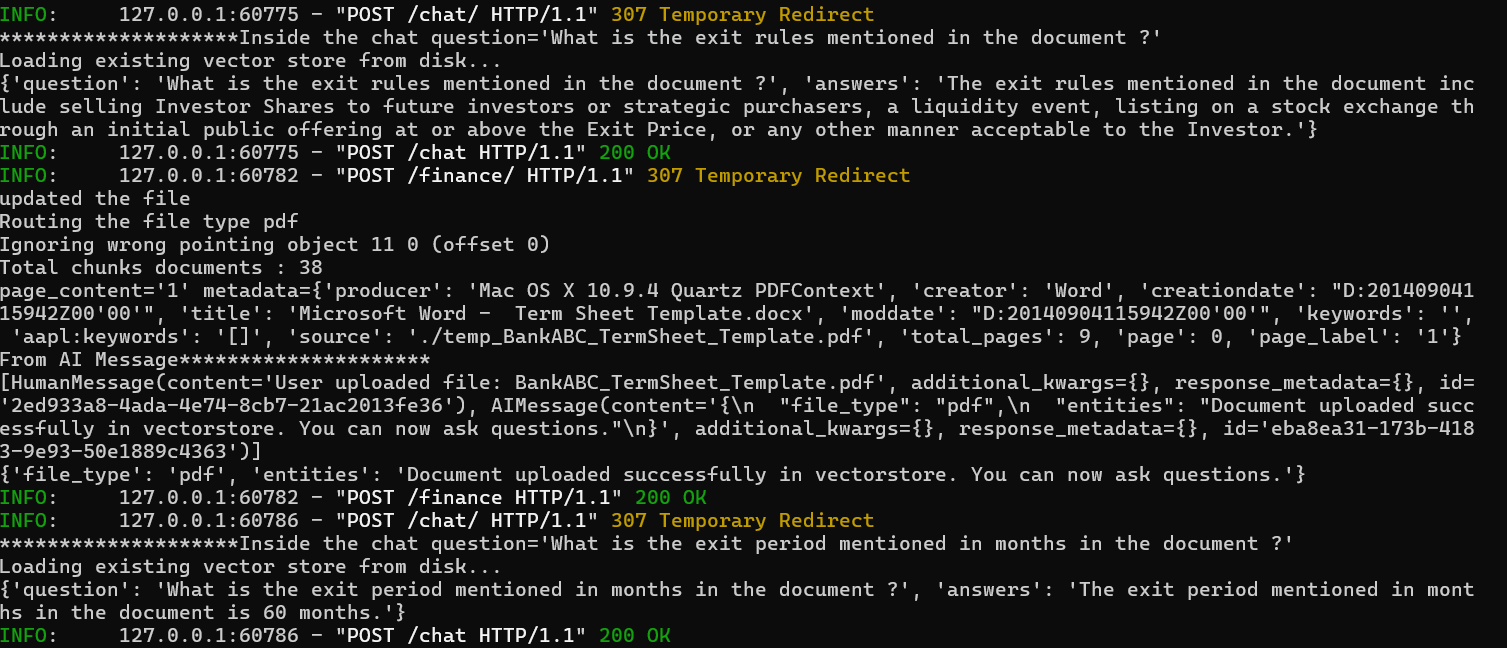 INFO:     127.0.0.1:60775 - "POST /chat/ HTTP/1.1" 307 Temporary Redirect
********************Inside the chat question='What is the exit rules mentioned in the document ?'
Loading existing vector store from disk...
{'question': 'What is the exit rules mentioned in the document ?', 'answers': 'The exit rules mentioned in the document inc
lude selling Investor Shares to future investors or strategic purchasers, a liquidity event, listing on a stock exchange th
rough an initial public offering at or above the Exit Price, or any other manner acceptable to the Investor.'}
INFO:     127.0.0.1:60775 - "POST /chat HTTP/1.1" 200 OK
INFO:     127.0.0.1:60782 - "POST /finance/ HTTP/1.1" 307 Temporary Redirect
updated the file
Routing the file type pdf
Ignoring wrong pointing object 11 0 (offset 0)
Total chunks documents : 38
page_content='1' metadata={'producer': 'Mac OS X 10.9.4 Quartz PDFContext', 'creator': 'Word', 'creationdate': "D:201409041
15942Z00'00'", 'title': 'Microsoft Word -  Term Sheet Template.docx', 'moddate': "D:20140904115942Z00'00'", 'keywords': '',
 'aapl:keywords': '[]', 'source': './temp_BankABC_TermSheet_Template.pdf', 'total_pages': 9, 'page': 0, 'page_label': '1'}
From AI Message*********************
[HumanMessage(content='User uploaded file: BankABC_TermSheet_Template.pdf', additional_kwargs={}, response_metadata={}, id=
'2ed933a8-4ada-4e74-8cb7-21ac2013fe36'), AIMessage(content='{\n  "file_type": "pdf",\n  "entities": "Document uploaded succ
essfully in vectorstore. You can now ask questions."\n}', additional_kwargs={}, response_metadata={}, id='eba8ea31-173b-418
3-9e93-50e1889c4363')]
{'file_type': 'pdf', 'entities': 'Document uploaded successfully in vectorstore. You can now ask questions.'}
INFO:     127.0.0.1:60782 - "POST /finance HTTP/1.1" 200 OK
INFO:     127.0.0.1:60786 - "POST /chat/ HTTP/1.1" 307 Temporary Redirect
********************Inside the chat question='What is the exit period mentioned in months in the document ?'
Loading existing vector store from disk...
{'question': 'What is the exit period mentioned in months in the document ?', 'answers': 'The exit period mentioned in mont
hs in the document is 60 months.'}
INFO:     127.0.0.1:60786 - "POST /chat HTTP/1.1" 200 OK